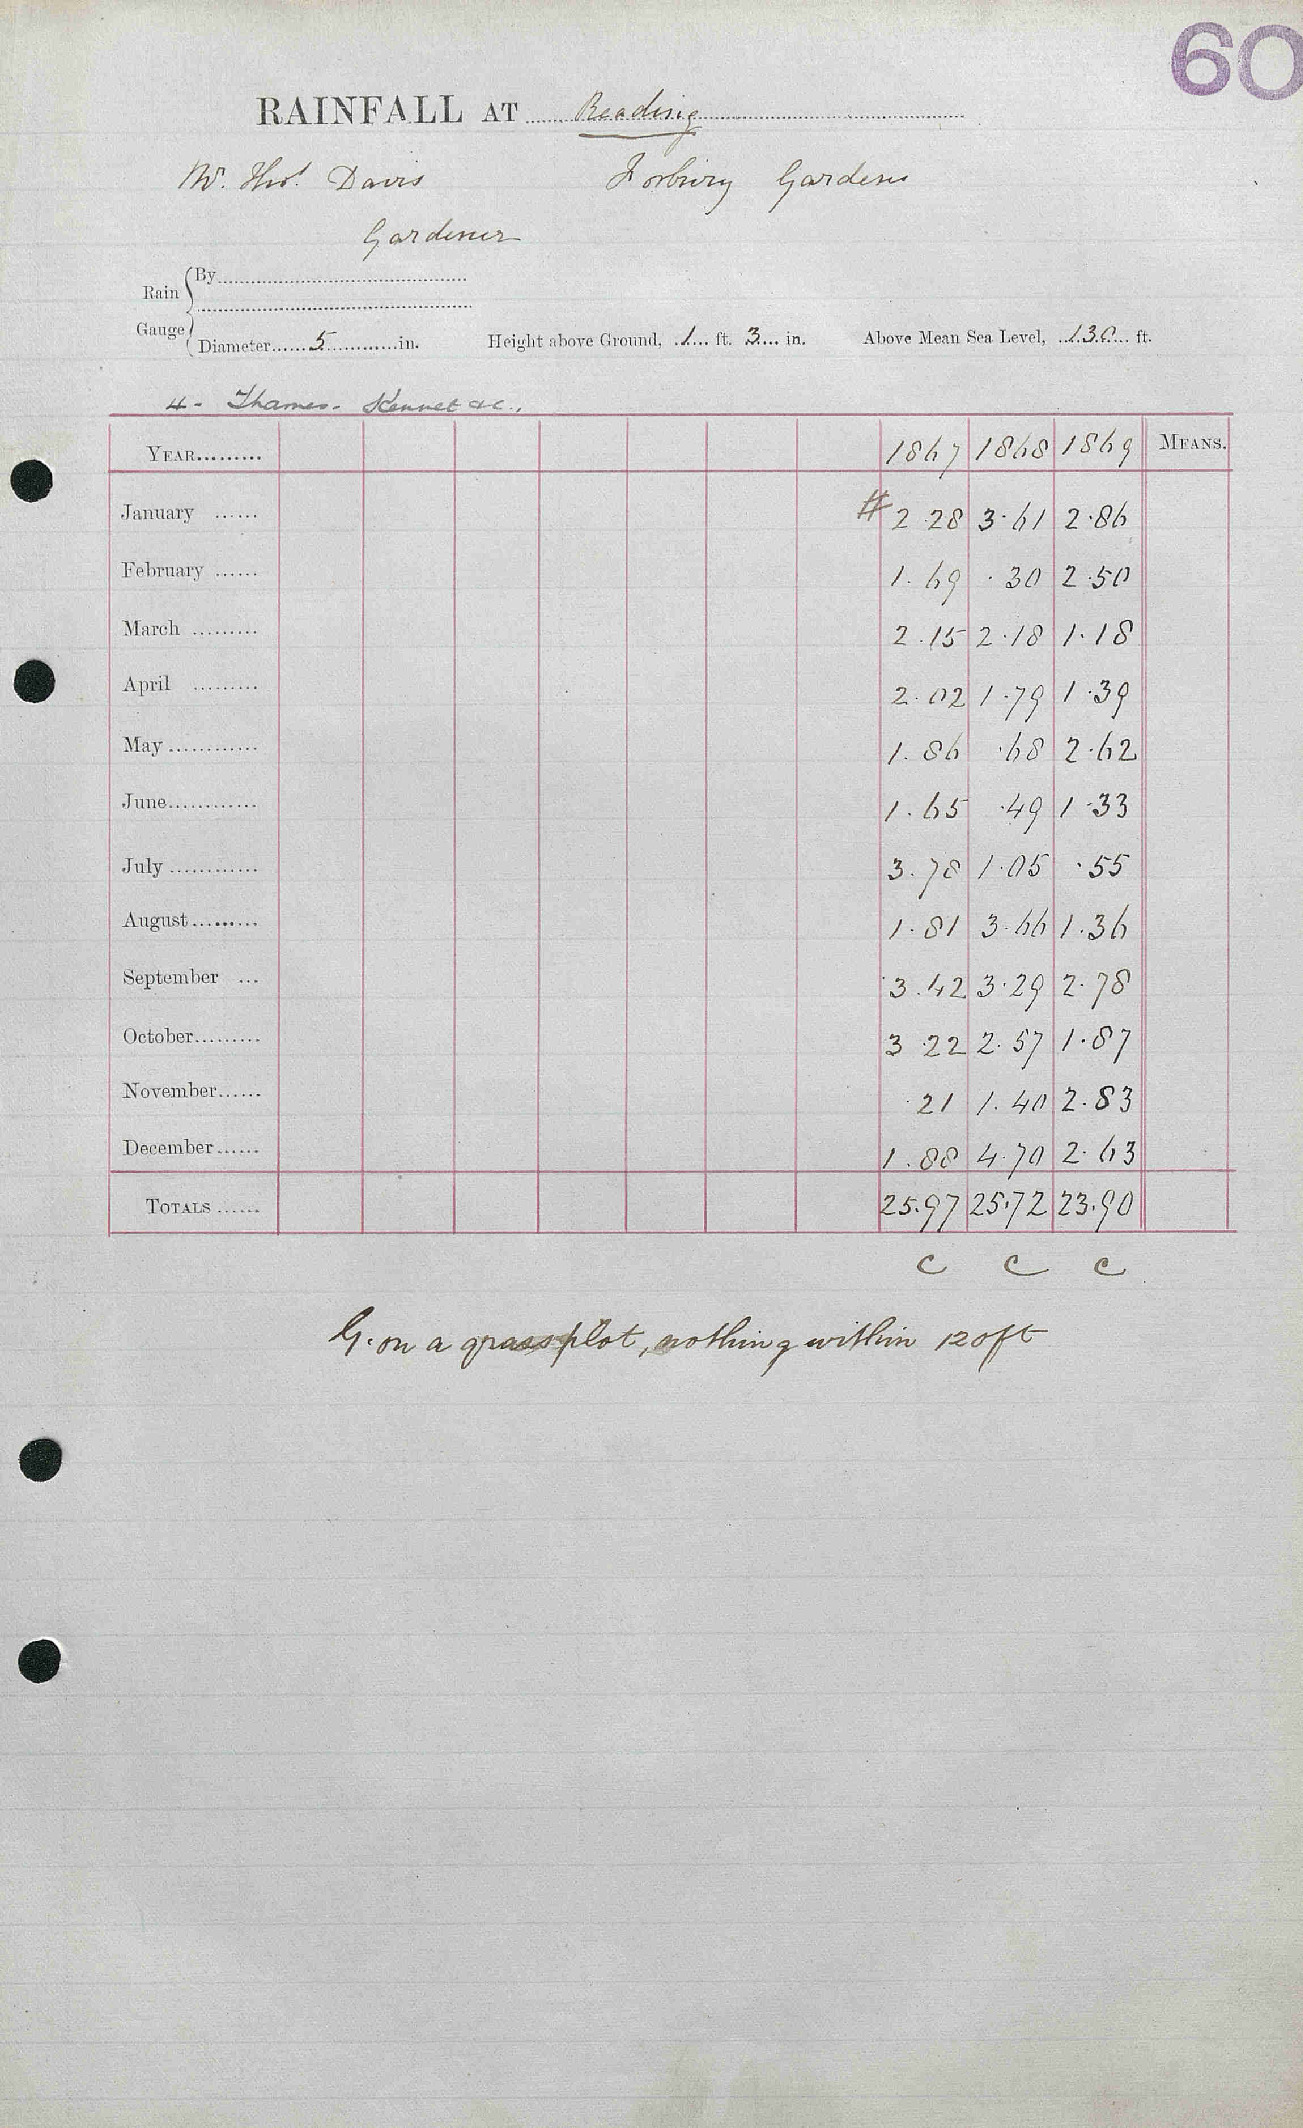 60
RAINFALL AT Reading
Mr. Thos. Davis Forbury Gardens
Gardener
Rain Gauge
By
Diameter 5 in. Height above Ground, 1 ft. 3 in. Above Mean Sea Level, 130 ft.
4 - Thames. Kennet &c.
YEAR 1867 1868 1869 MEANS.
January # 2.28 3.61 2.86
February 1.69 .30 2.50
March 2.15 2.18 1.18
April 2.02 1.79 1.39
May 1.86 .68 2.62
June 1.65 .49 1.33
July 3.78 1.05 .55
August 1.81 3.66 1.36
September 3.42 3.29 2.78
October 3.22 2.57 1.87
November .21 1.40 2.83
December 1.88 4.70 2.63
TOTALS 25.97 25.72 23.90
C C C
G. on a grass plot, nothing within 120ft